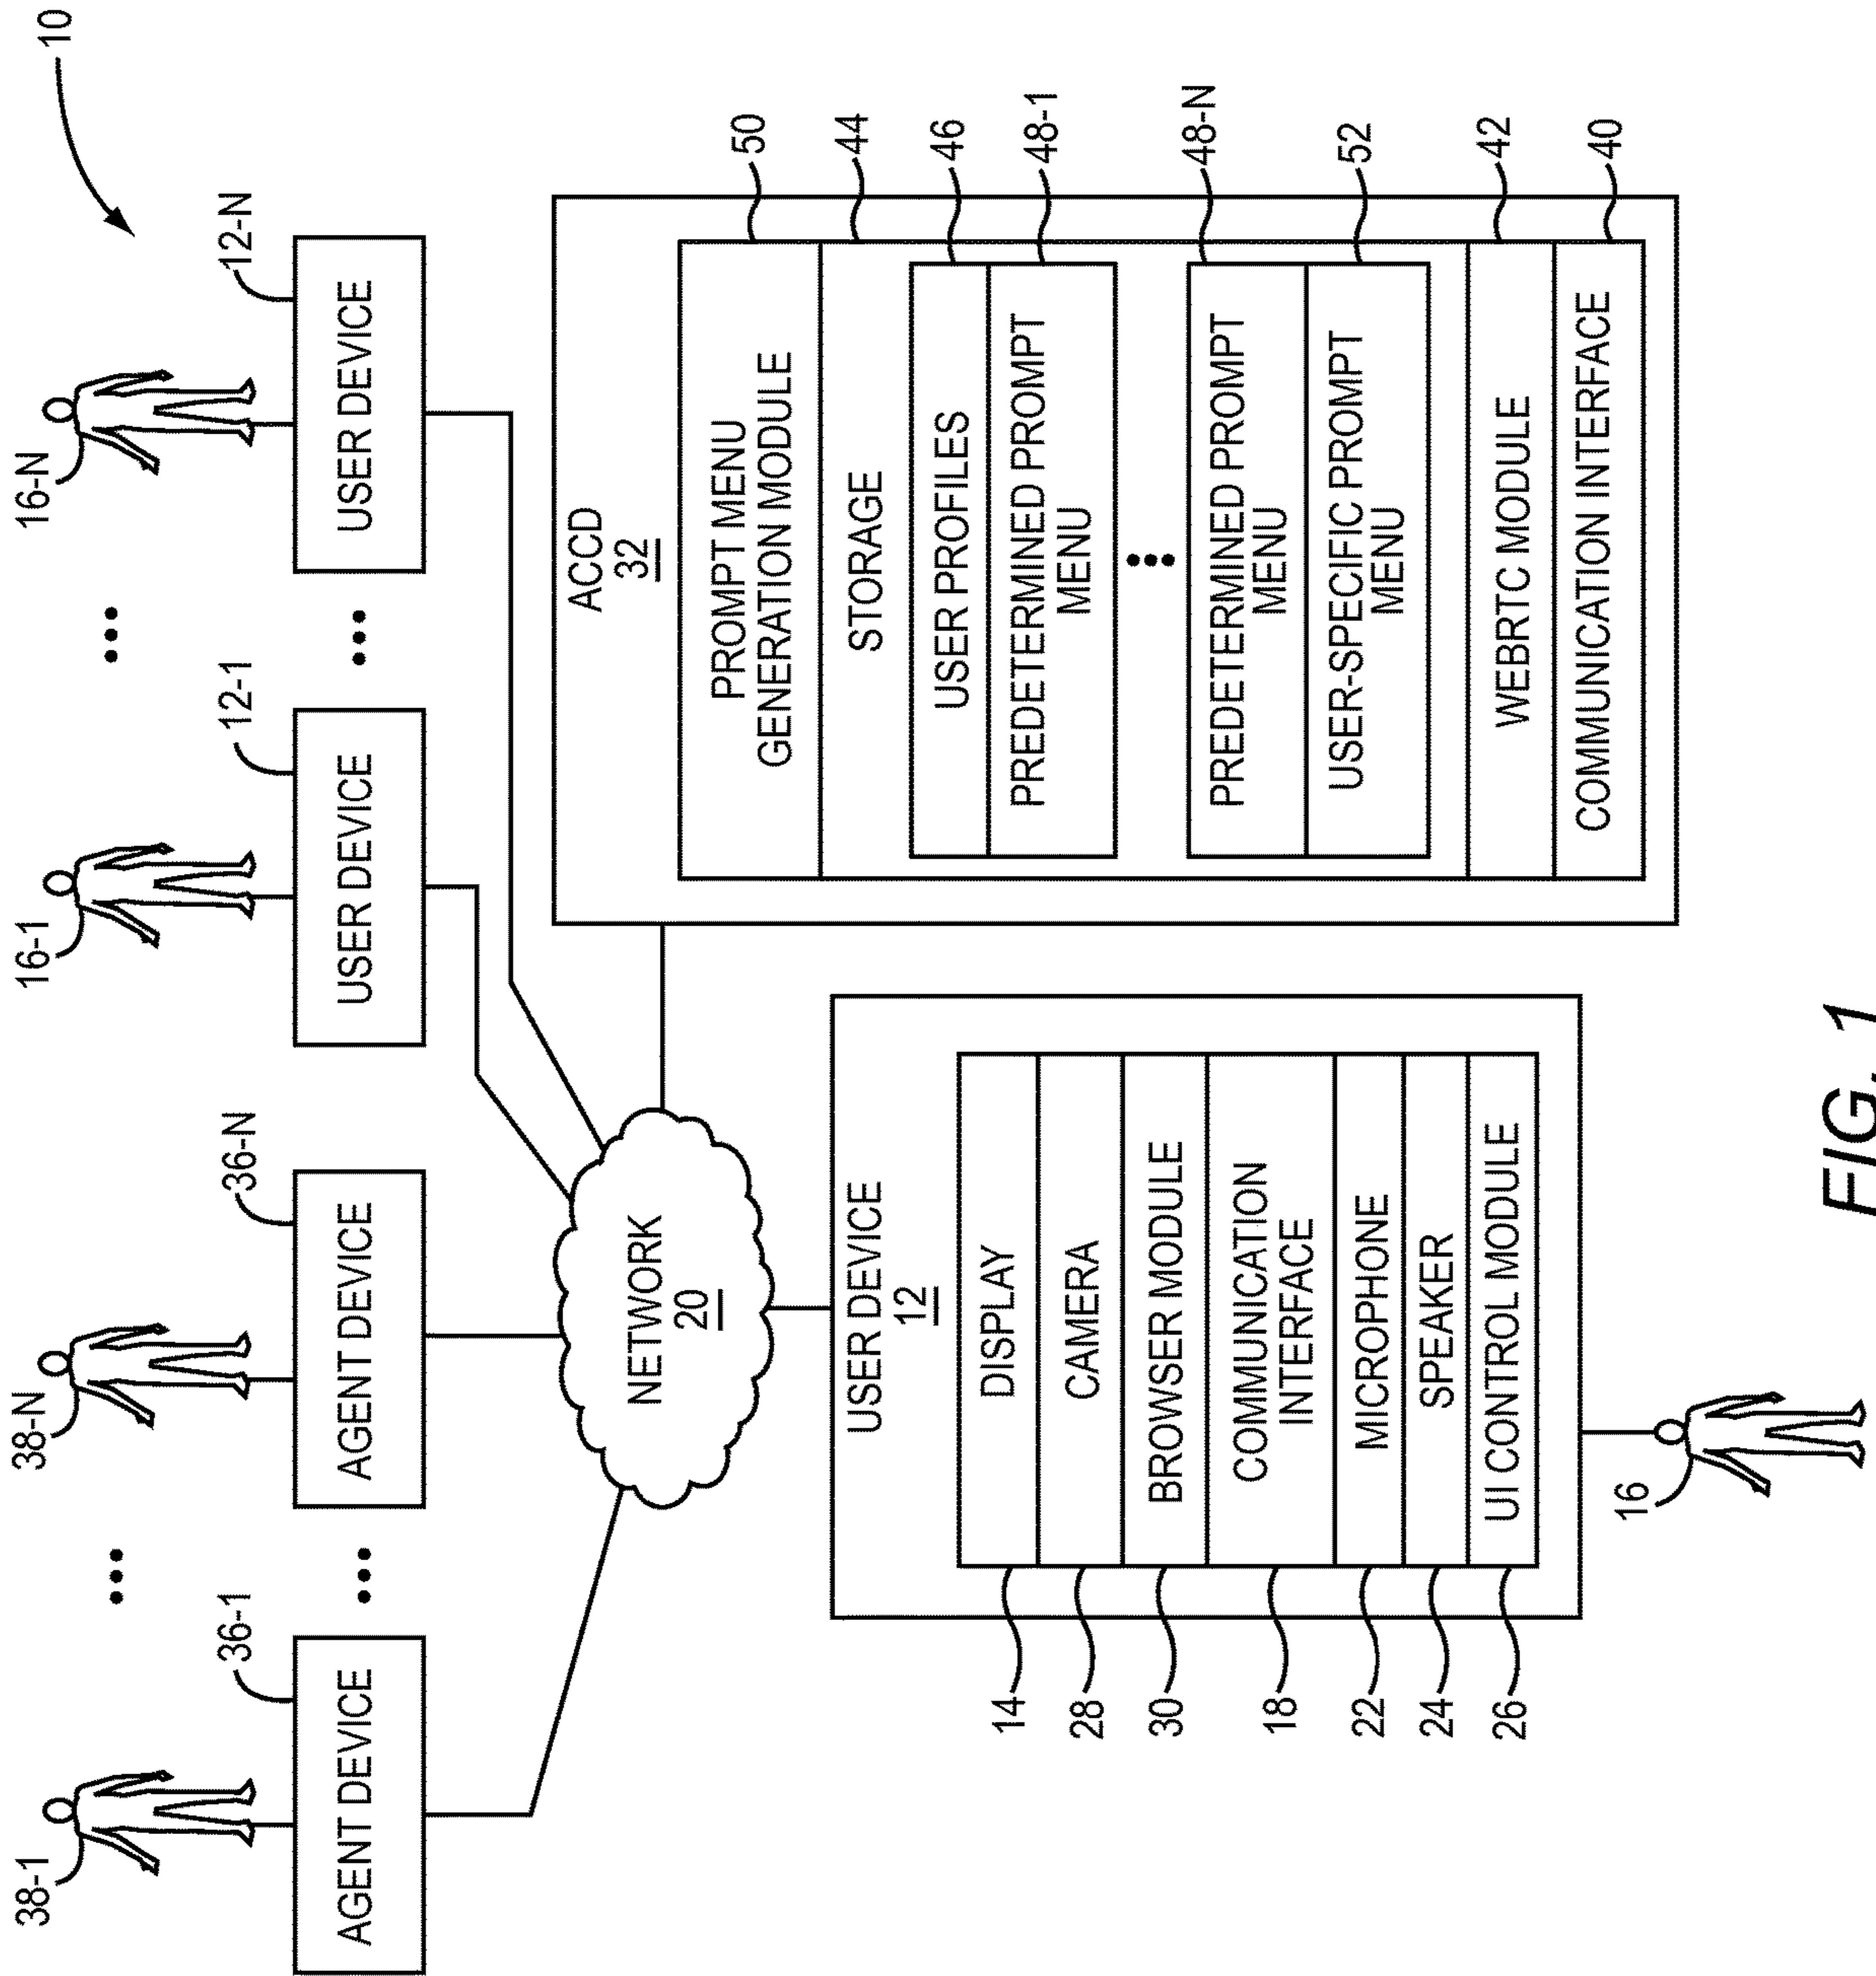 10
38-1
38-N
16-1
16-N
36-1
36-N
12-1
12-N
AGENT DEVICE
AGENT DEVICE
USER DEVICE
USER DEVICE
NETWORK
20
USER DEVICE
12
14
DISPLAY
28
CAMERA
30
BROWSER MODULE
18
COMMUNICATION
INTERFACE
22
MICROPHONE
24
SPEAKER
26
UI CONTROL MODULE
16
ACCD
32
PROMPT MENU
GENERATION MODULE
50
STORAGE
44
USER PROFILES
46
PREDETERMINED PROMPT
MENU
48-1
PREDETERMINED PROMPT
MENU
48-N
USER-SPECIFIC PROMPT
MENU
52
WEBRTC MODULE
42
COMMUNICATION INTERFACE
40
FIG. 1